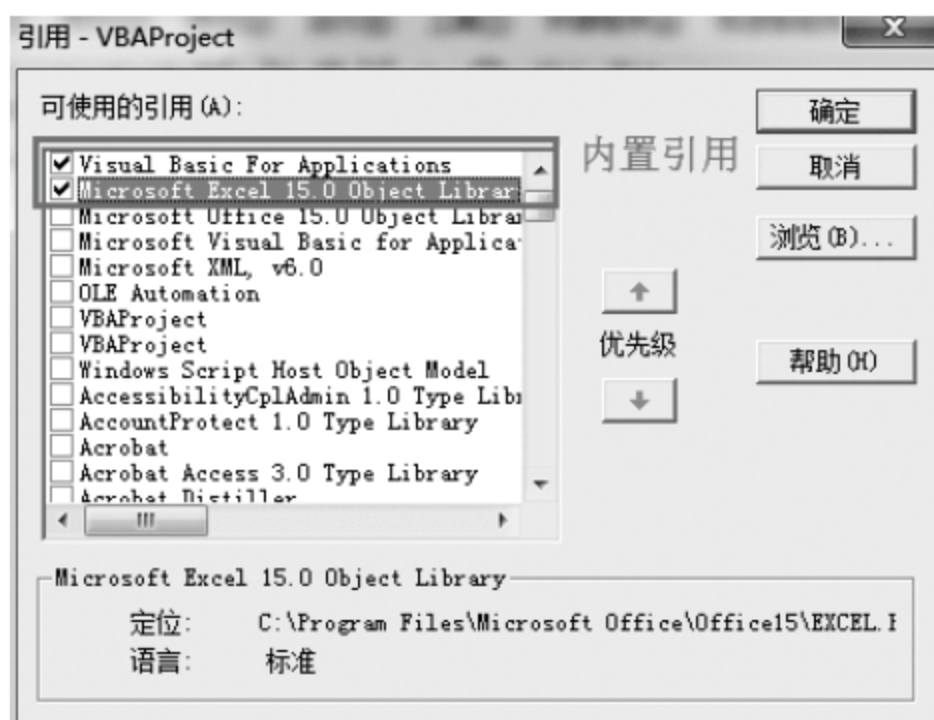 引用 - VBAProject
可使用的引用(A):
Visual Basic For Applications
Microsoft Excel 15.0 Object Librar
Microsoft Office 15.0 Object Librar
Microsoft Visual Basic for Applica
Microsoft XML, v6.0
OLE Automation
VBAProject
VBAProject
Windows Script Host Object Model
AccessibilityCplAdmin 1.0 Type Lib
AccountProtect 1.0 Type Library
Acrobat
Acrobat Access 3.0 Type Library
Acrobat Distiller
内置引用
优先级
确定
取消
浏览(B)...
帮助(H)
Microsoft Excel 15.0 Object Library
定位: C:\Program Files\Microsoft Office\Office15\EXCEL.
语言: 标准